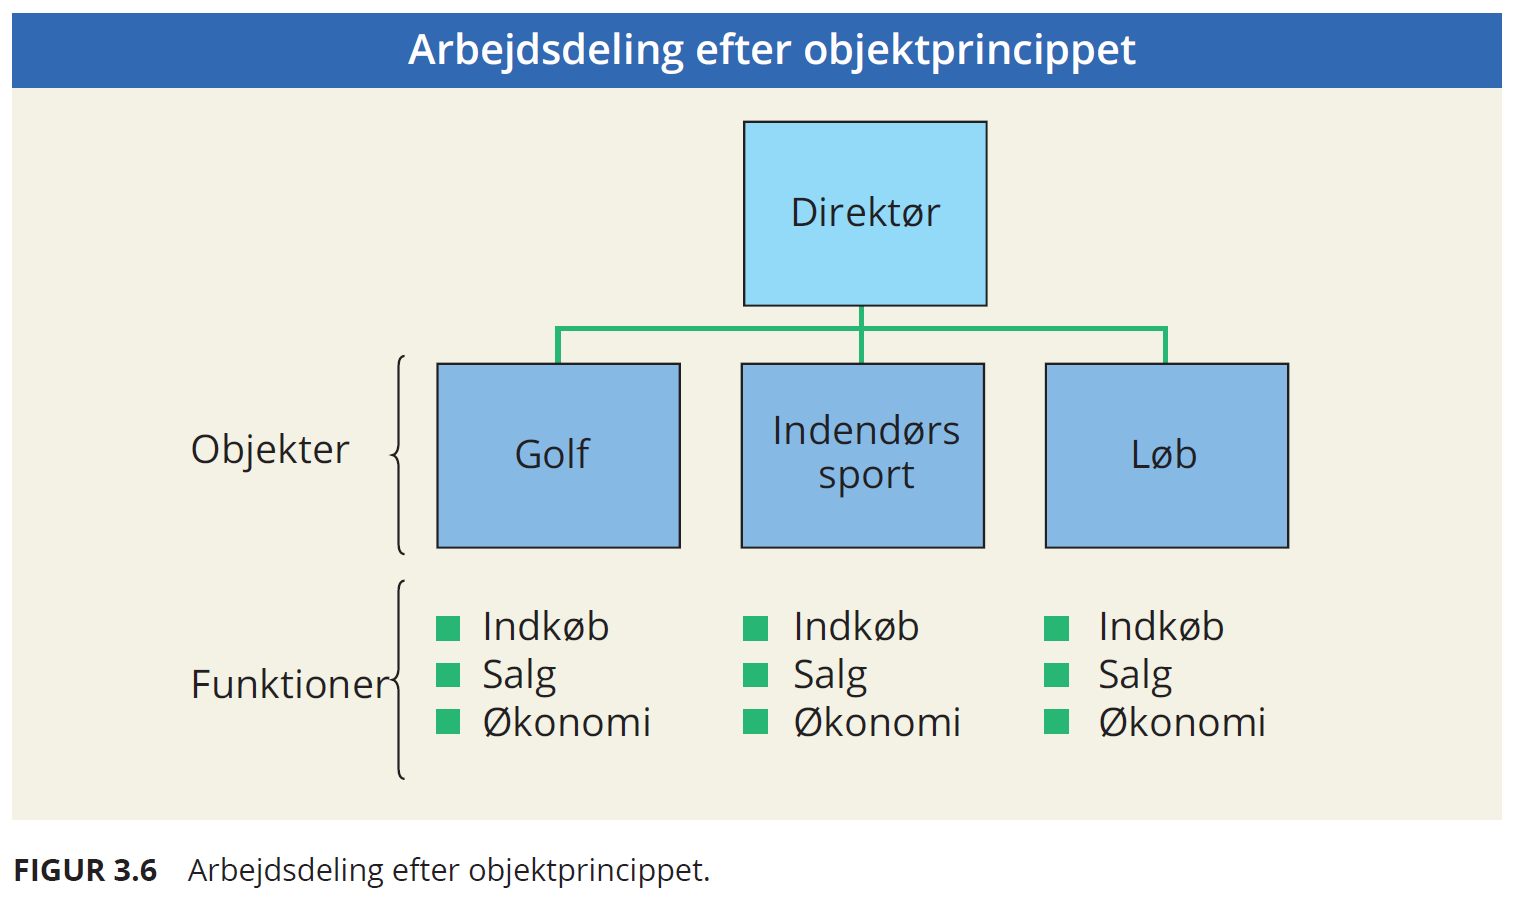 Arbejdsdeling efter objektprincippet
Direktør
Objekter
Golf
Indendørs
sport
Løb
Funktioner
Indkøb
Salg
Økonomi
Indkøb
Salg
Økonomi
Indkøb
Salg
Økonomi
FIGUR 3.6 Arbejdsdeling efter objektprincippet.